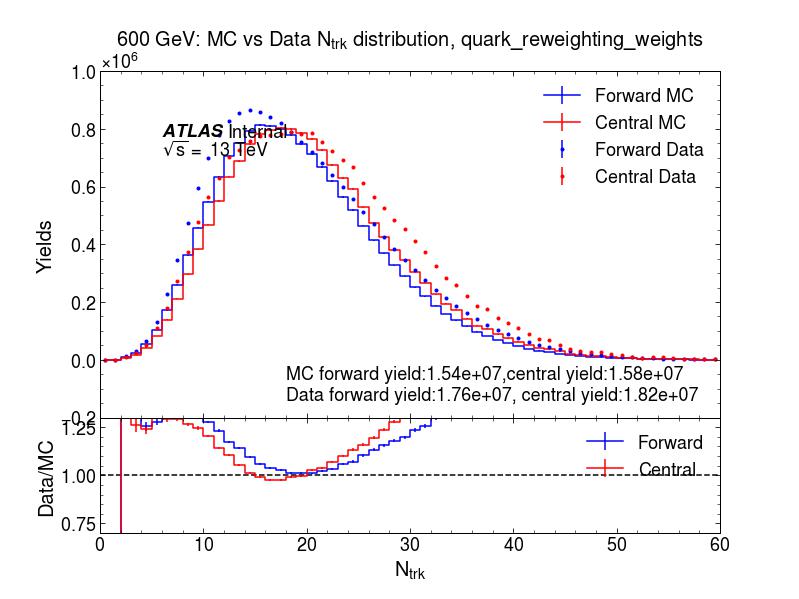 600 GeV: MC vs Data Ntrk distribution, quark_reweighting_weights
×10⁶
1.0
0.8
0.6
0.4
0.2
0.0
0.2
Yields
ATLAS Internal
√s = 13 TeV
Forward MC
Central MC
Forward Data
Central Data
MC forward yield:1.54e+07,central yield:1.58e+07
Data forward yield:1.76e+07, central yield:1.82e+07
1.25
1.00
0.75
Data/MC
Forward
Central
0 10 20 30 40 50 60
Ntrk